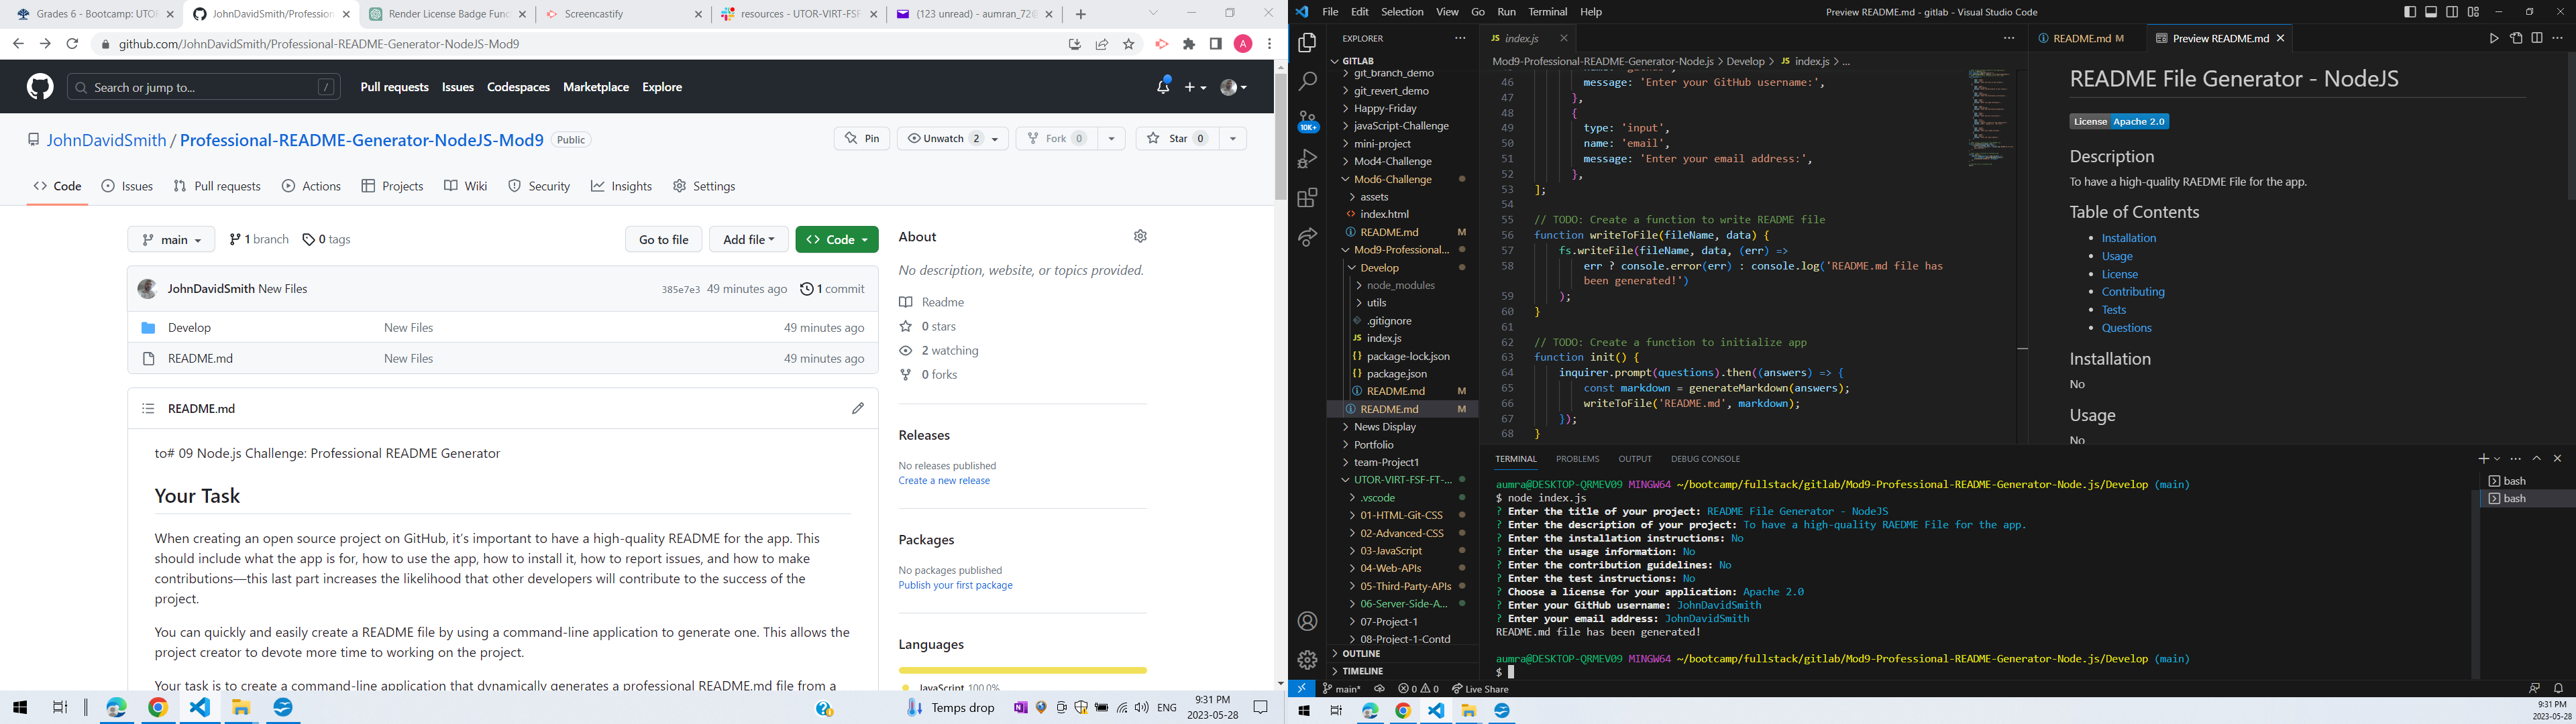 Grades 6 - Bootcamp: UTOR
JohnDavidSmith/Profession
Render License Badge Func
Screencastify
resources - UTOR-VIRT-FSF
(123 unread) - aumran_72@
github.com/JohnDavidSmith/Professional-README-Generator-NodeJS-Mod9
A
Search or jump to...
/
Pull requests
Issues
Codespaces
Marketplace
Explore
JohnDavidSmith / Professional-README-Generator-NodeJS-Mod9
Public
Pin
Unwatch 2
Fork 0
Star 0
Code
Issues
Pull requests
Actions
Projects
Wiki
Security
Insights
Settings
main
1 branch
0 tags
Go to file
Add file
Code
JohnDavidSmith New Files
385e7e3 49 minutes ago
1 commit
Develop
New Files
49 minutes ago
README.md
New Files
49 minutes ago
README.md
to# 09 Node.js Challenge: Professional README Generator
Your Task
When creating an open source project on GitHub, it's important to have a high-quality README for the app. This
should include what the app is for, how to use the app, how to install it, how to report issues, and how to make
contributions—this last part increases the likelihood that other developers will contribute to the success of the
project.
You can quickly and easily create a README file by using a command-line application to generate one. This allows the
project creator to devote more time to working on the project.
Your task is to create a command-line application that dynamically generates a professional README.md file from a
About
No description, website, or topics provided.
Readme
0 stars
2 watching
0 forks
Releases
No releases published
Create a new release
Packages
No packages published
Publish your first package
Languages
JavaScript 100.0%
Temps drop
ENG
9:31 PM
2023-05-28
File
Edit
Selection
View
Go
Run
Terminal
Help
Preview README.md - gitlab - Visual Studio Code
10K+
EXPLORER
GITLAB
git_branch_demo
git_revert_demo
Happy-Friday
javaScript-Challenge
mini-project
Mod4-Challenge
Mod6-Challenge
assets
index.html
README.md M
Mod9-Professional...
Develop
node_modules
utils
.gitignore
index.js
package-lock.json
package.json
README.md M
README.md M
News Display
Portfolio
team-Project1
UTOR-VIRT-FSF-FT-...
.vscode
01-HTML-Git-CSS
02-Advanced-CSS
03-JavaScript
04-Web-APIs
05-Third-Party-APIs
06-Server-Side-A...
07-Project-1
08-Project-1-Contd
OUTLINE
TIMELINE
JS index.js
Mod9-Professional-README-Generator-Node.js > Develop > JS index.js > ...
46 message: 'Enter your GitHub username:',
47 },
48 {
49 type: 'input',
50 name: 'email',
51 message: 'Enter your email address:',
52 },
53 ];
54
55 // TODO: Create a function to write README file
56 function writeToFile(fileName, data) {
57 fs.writeFile(fileName, data, (err) =>
58 err ? console.error(err) : console.log('README.md file has
been generated!')
59 );
60 }
61
62 // TODO: Create a function to initialize app
63 function init() {
64 inquirer.prompt(questions).then((answers) => {
65 const markdown = generateMarkdown(answers);
66 writeToFile('README.md', markdown);
67 });
68 }
README.md M
Preview README.md
README File Generator - NodeJS
License Apache 2.0
Description
To have a high-quality RAEDME File for the app.
Table of Contents
Installation
Usage
License
Contributing
Tests
Questions
Installation
No
Usage
No
TERMINAL
PROBLEMS
OUTPUT
DEBUG CONSOLE
bash
bash
aumra@DESKTOP-QRMEV09 MINGW64 ~/bootcamp/fullstack/gitlab/Mod9-Professional-README-Generator-Node.js/Develop (main)
$ node index.js
? Enter the title of your project: README File Generator - NodeJS
? Enter the description of your project: To have a high-quality RAEDME File for the app.
? Enter the installation instructions: No
? Enter the usage information: No
? Enter the contribution guidelines: No
? Enter the test instructions: No
? Choose a license for your application: Apache 2.0
? Enter your GitHub username: JohnDavidSmith
? Enter your email address: JohnDavidSmith
README.md file has been generated!
aumra@DESKTOP-QRMEV09 MINGW64 ~/bootcamp/fullstack/gitlab/Mod9-Professional-README-Generator-Node.js/Develop (main)
$
main*
0
0
Live Share
9:31 PM
2023-05-28